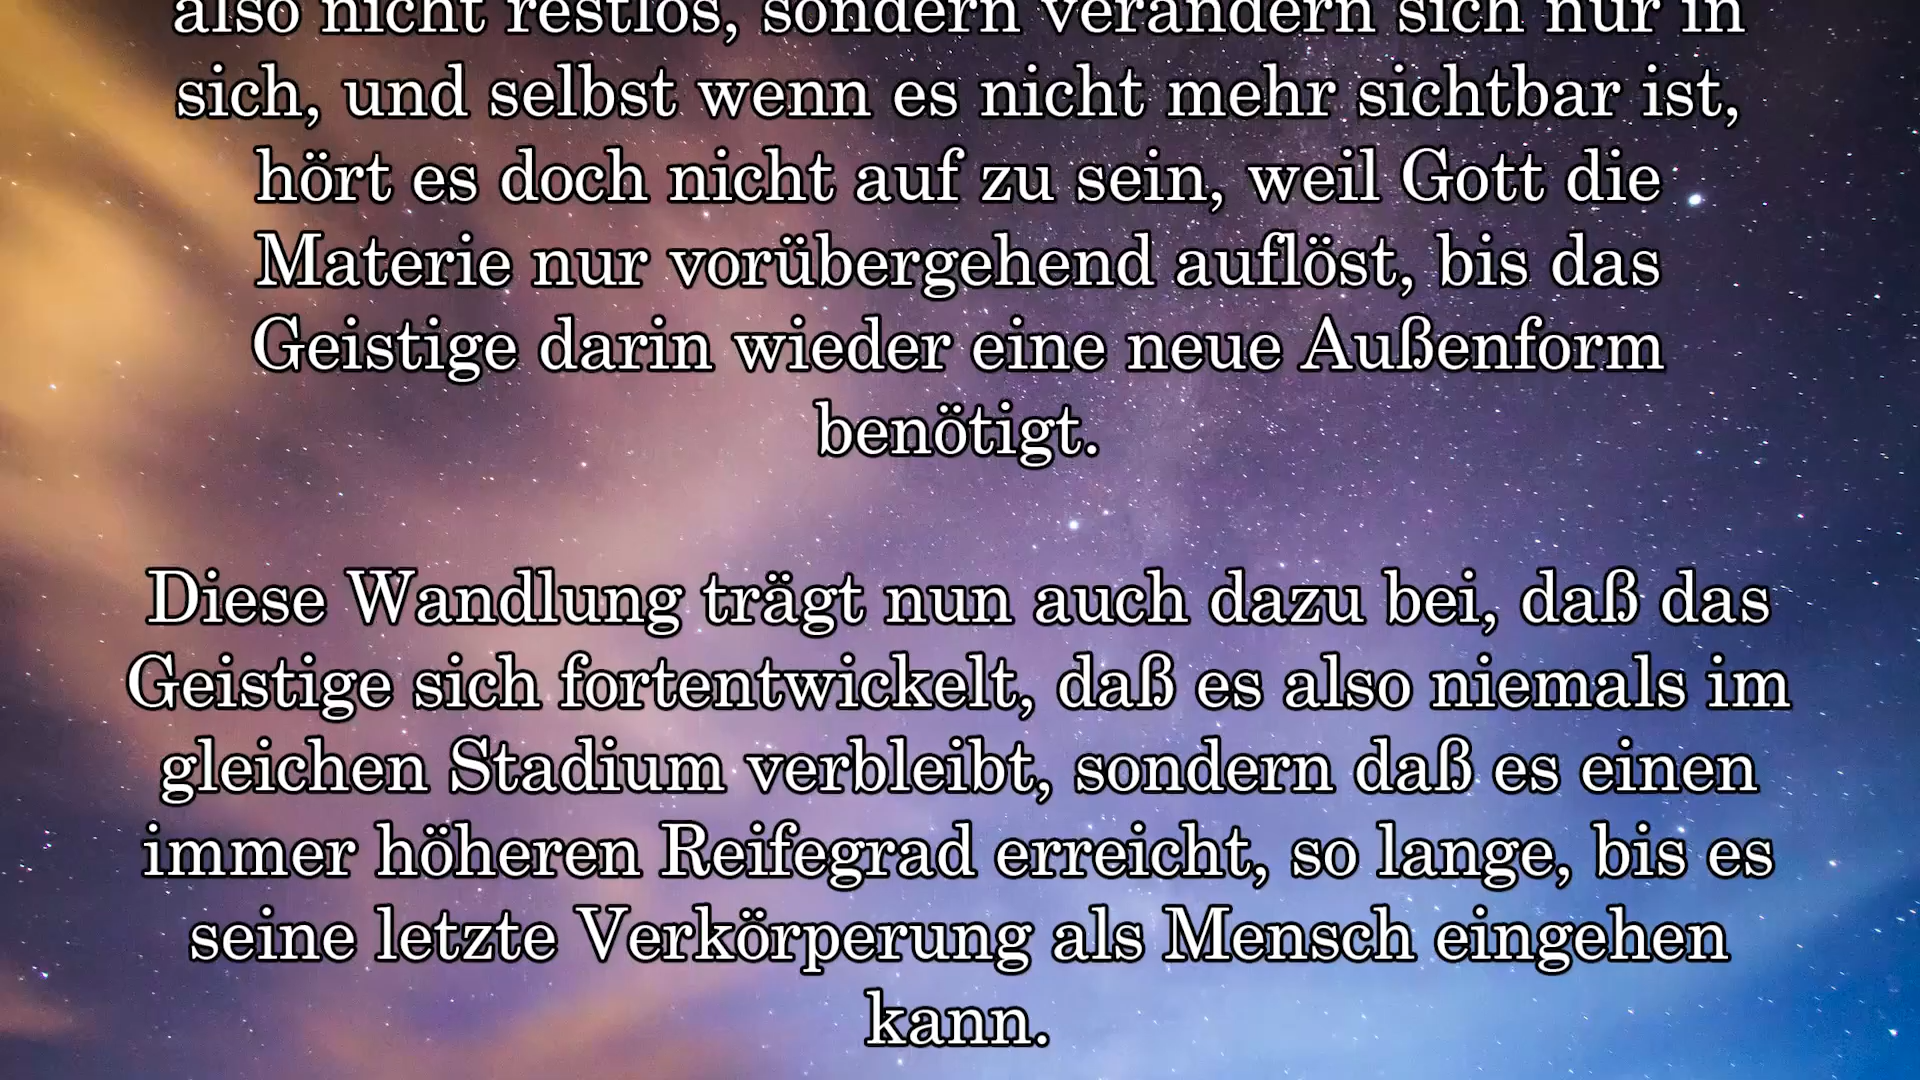 also nicht restlos, sondern verändern sich nur in
sich, und selbst wenn es nicht mehr sichtbar ist,
hört es doch nicht auf zu sein, weil Gott die
Materie nur vorübergehend auflöst, bis das
Geistige darin wieder eine neue Außenform
benötigt.
Diese Wandlung trägt nun auch dazu bei, daß das
Geistige sich fortentwickelt, daß es also niemals im
gleichen Stadium verbleibt, sondern daß es einen
immer höheren Reifegrad erreicht, so lange, bis es
seine letzte Verkörperung als Mensch eingehen
kann.